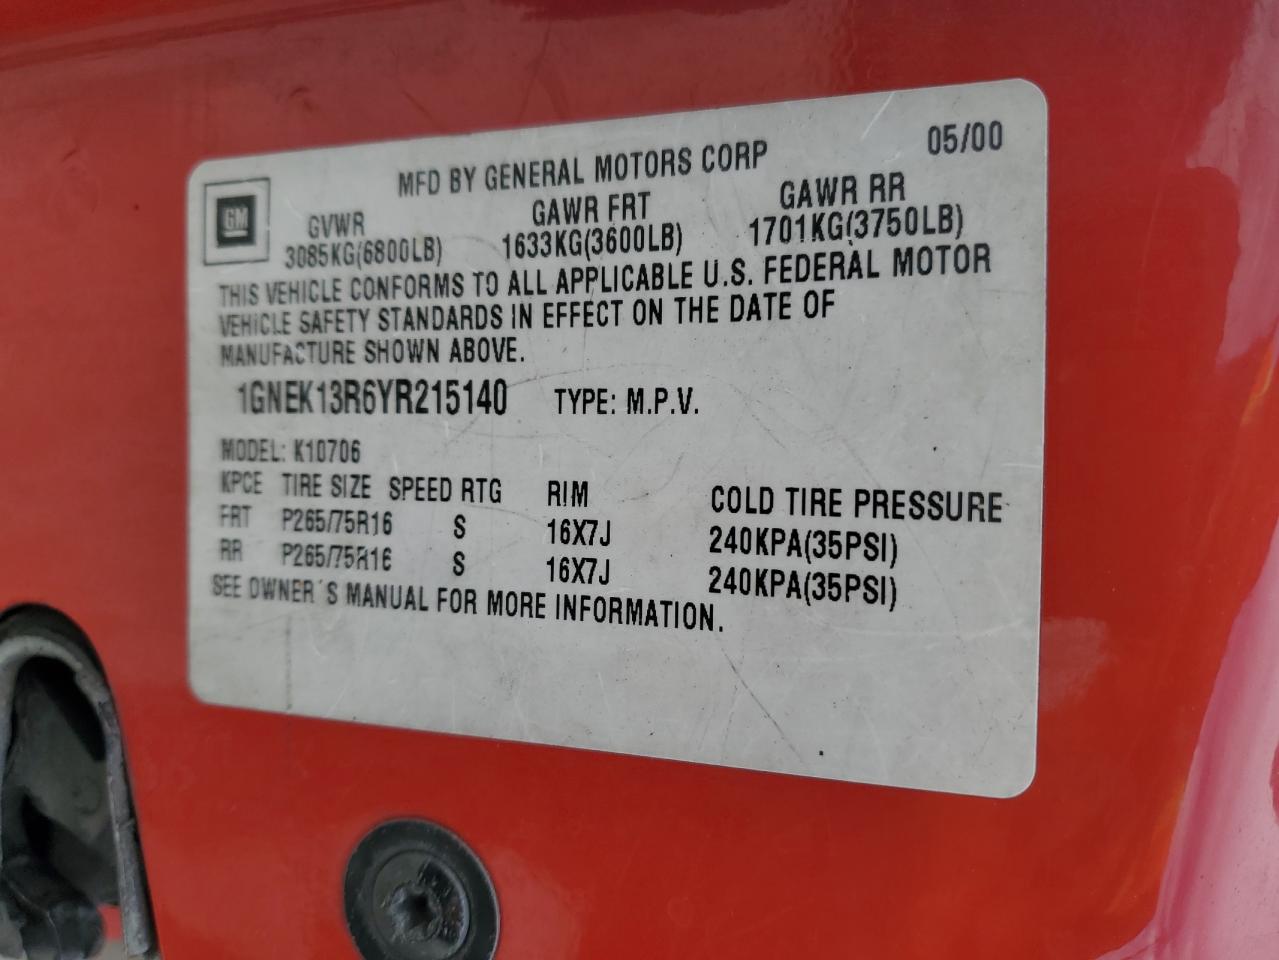 MFD BY GENERAL MOTORS CORP 05/00
GM
GVWR GAWR FRT GAWR RR
3085KG(6800LB) 1633KG(3600LB) 1701KG(3750LB)
THIS VEHICLE CONFORMS TO ALL APPLICABLE U.S. FEDERAL MOTOR
VEHICLE SAFETY STANDARDS IN EFFECT ON THE DATE OF
MANUFACTURE SHOWN ABOVE.
1GNEK13R6YR215140 TYPE: M.P.V.
MODEL: K10706
KPCE TIRE SIZE SPEED RTG RIM COLD TIRE PRESSURE
FRT P265/75R16 S 16X7J 240KPA(35PSI)
RR P265/75R16 S 16X7J 240KPA(35PSI)
SEE OWNER'S MANUAL FOR MORE INFORMATION.